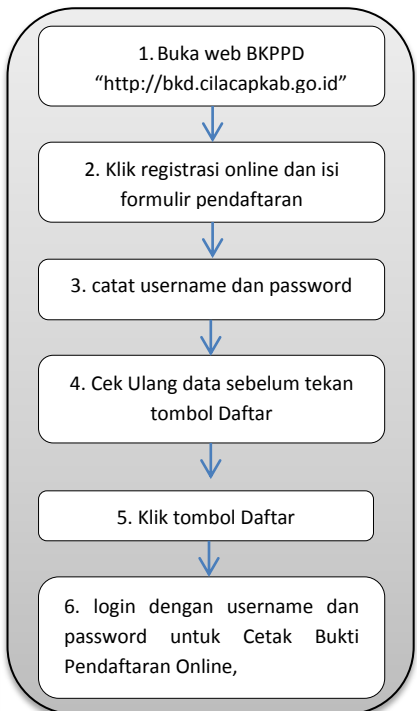 1. Buka web BKPPD
“http://bkd.cilacapkab.go.id”
2. Klik registrasi online dan isi
formulir pendaftaran
3. catat username dan password
4. Cek Ulang data sebelum tekan
tombol Daftar
5. Klik tombol Daftar
6. login dengan username dan
password untuk Cetak Bukti
Pendaftaran Online,